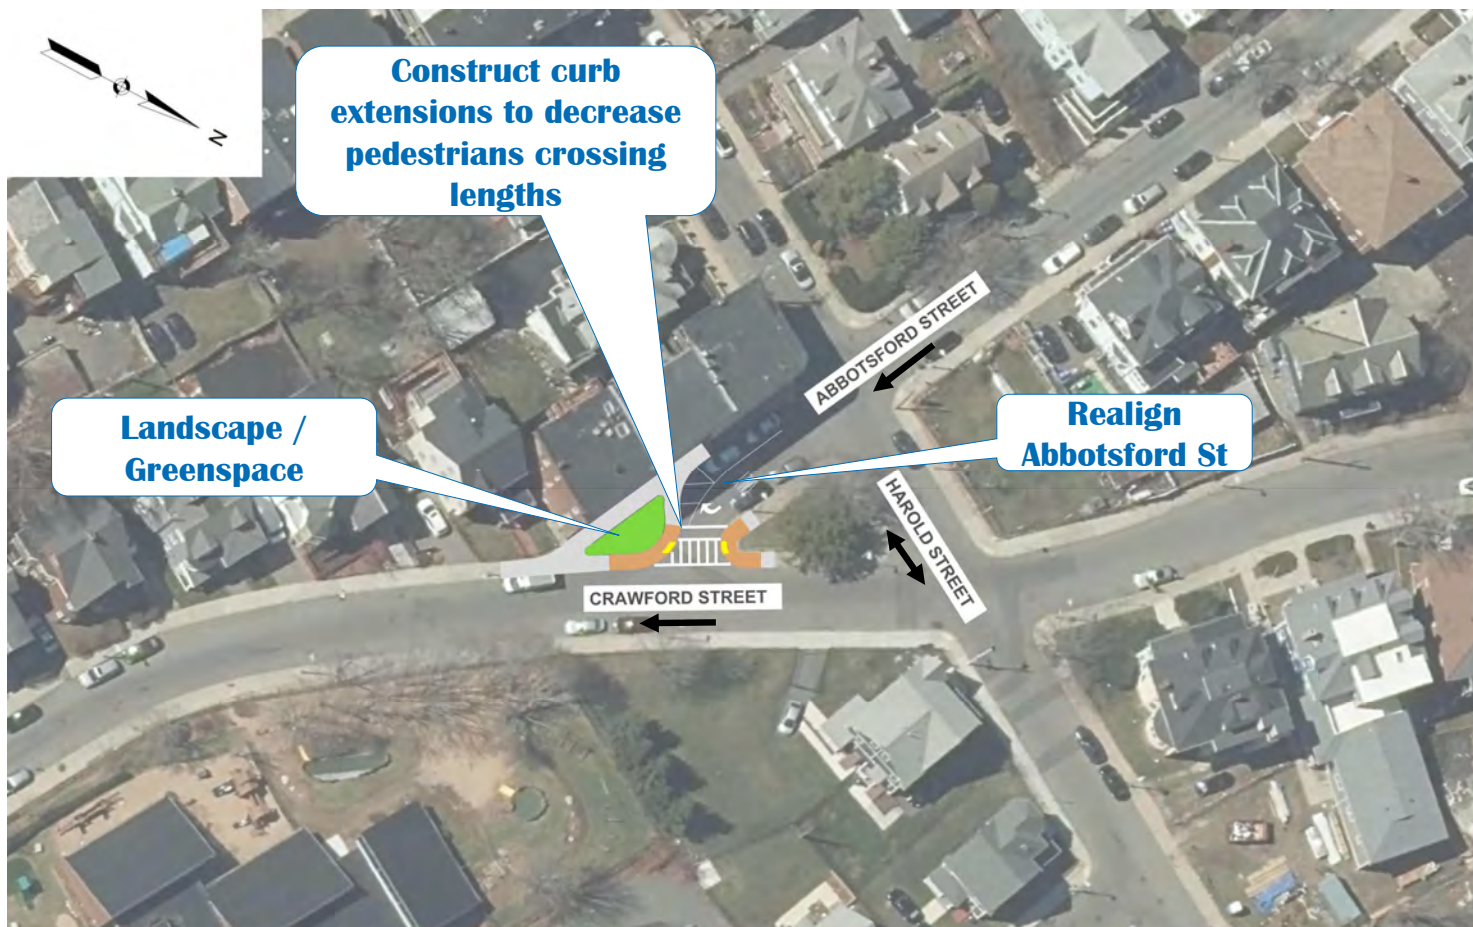 N
Construct curb
extensions to decrease
pedestrians crossing
lengths
ABBOTSFORD STREET
Landscape /
Greenspace
Realign
Abbotsford St
HAROLD STREET
CRAWFORD STREET